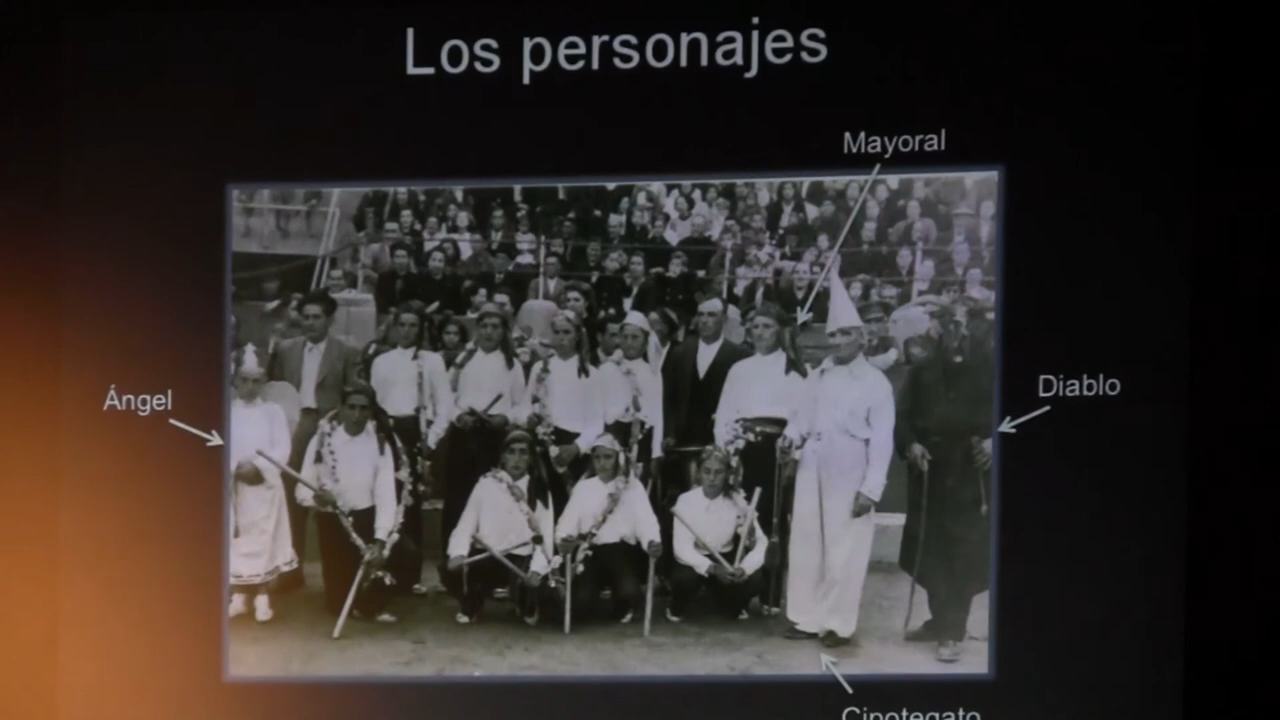 Los personajes
Mayoral
Ángel
Diablo
Cipotegato